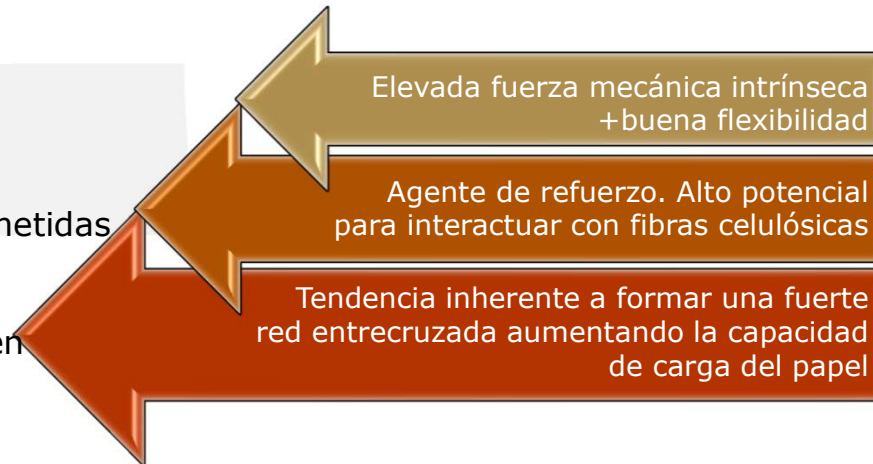 Elevada fuerza mecánica intrínseca
+buena flexibilidad
Agente de refuerzo. Alto potencial
para interactuar con fibras celulósicas
Tendencia inherente a formar una fuerte
red entrecruzada aumentando la capacidad
de carga del papel